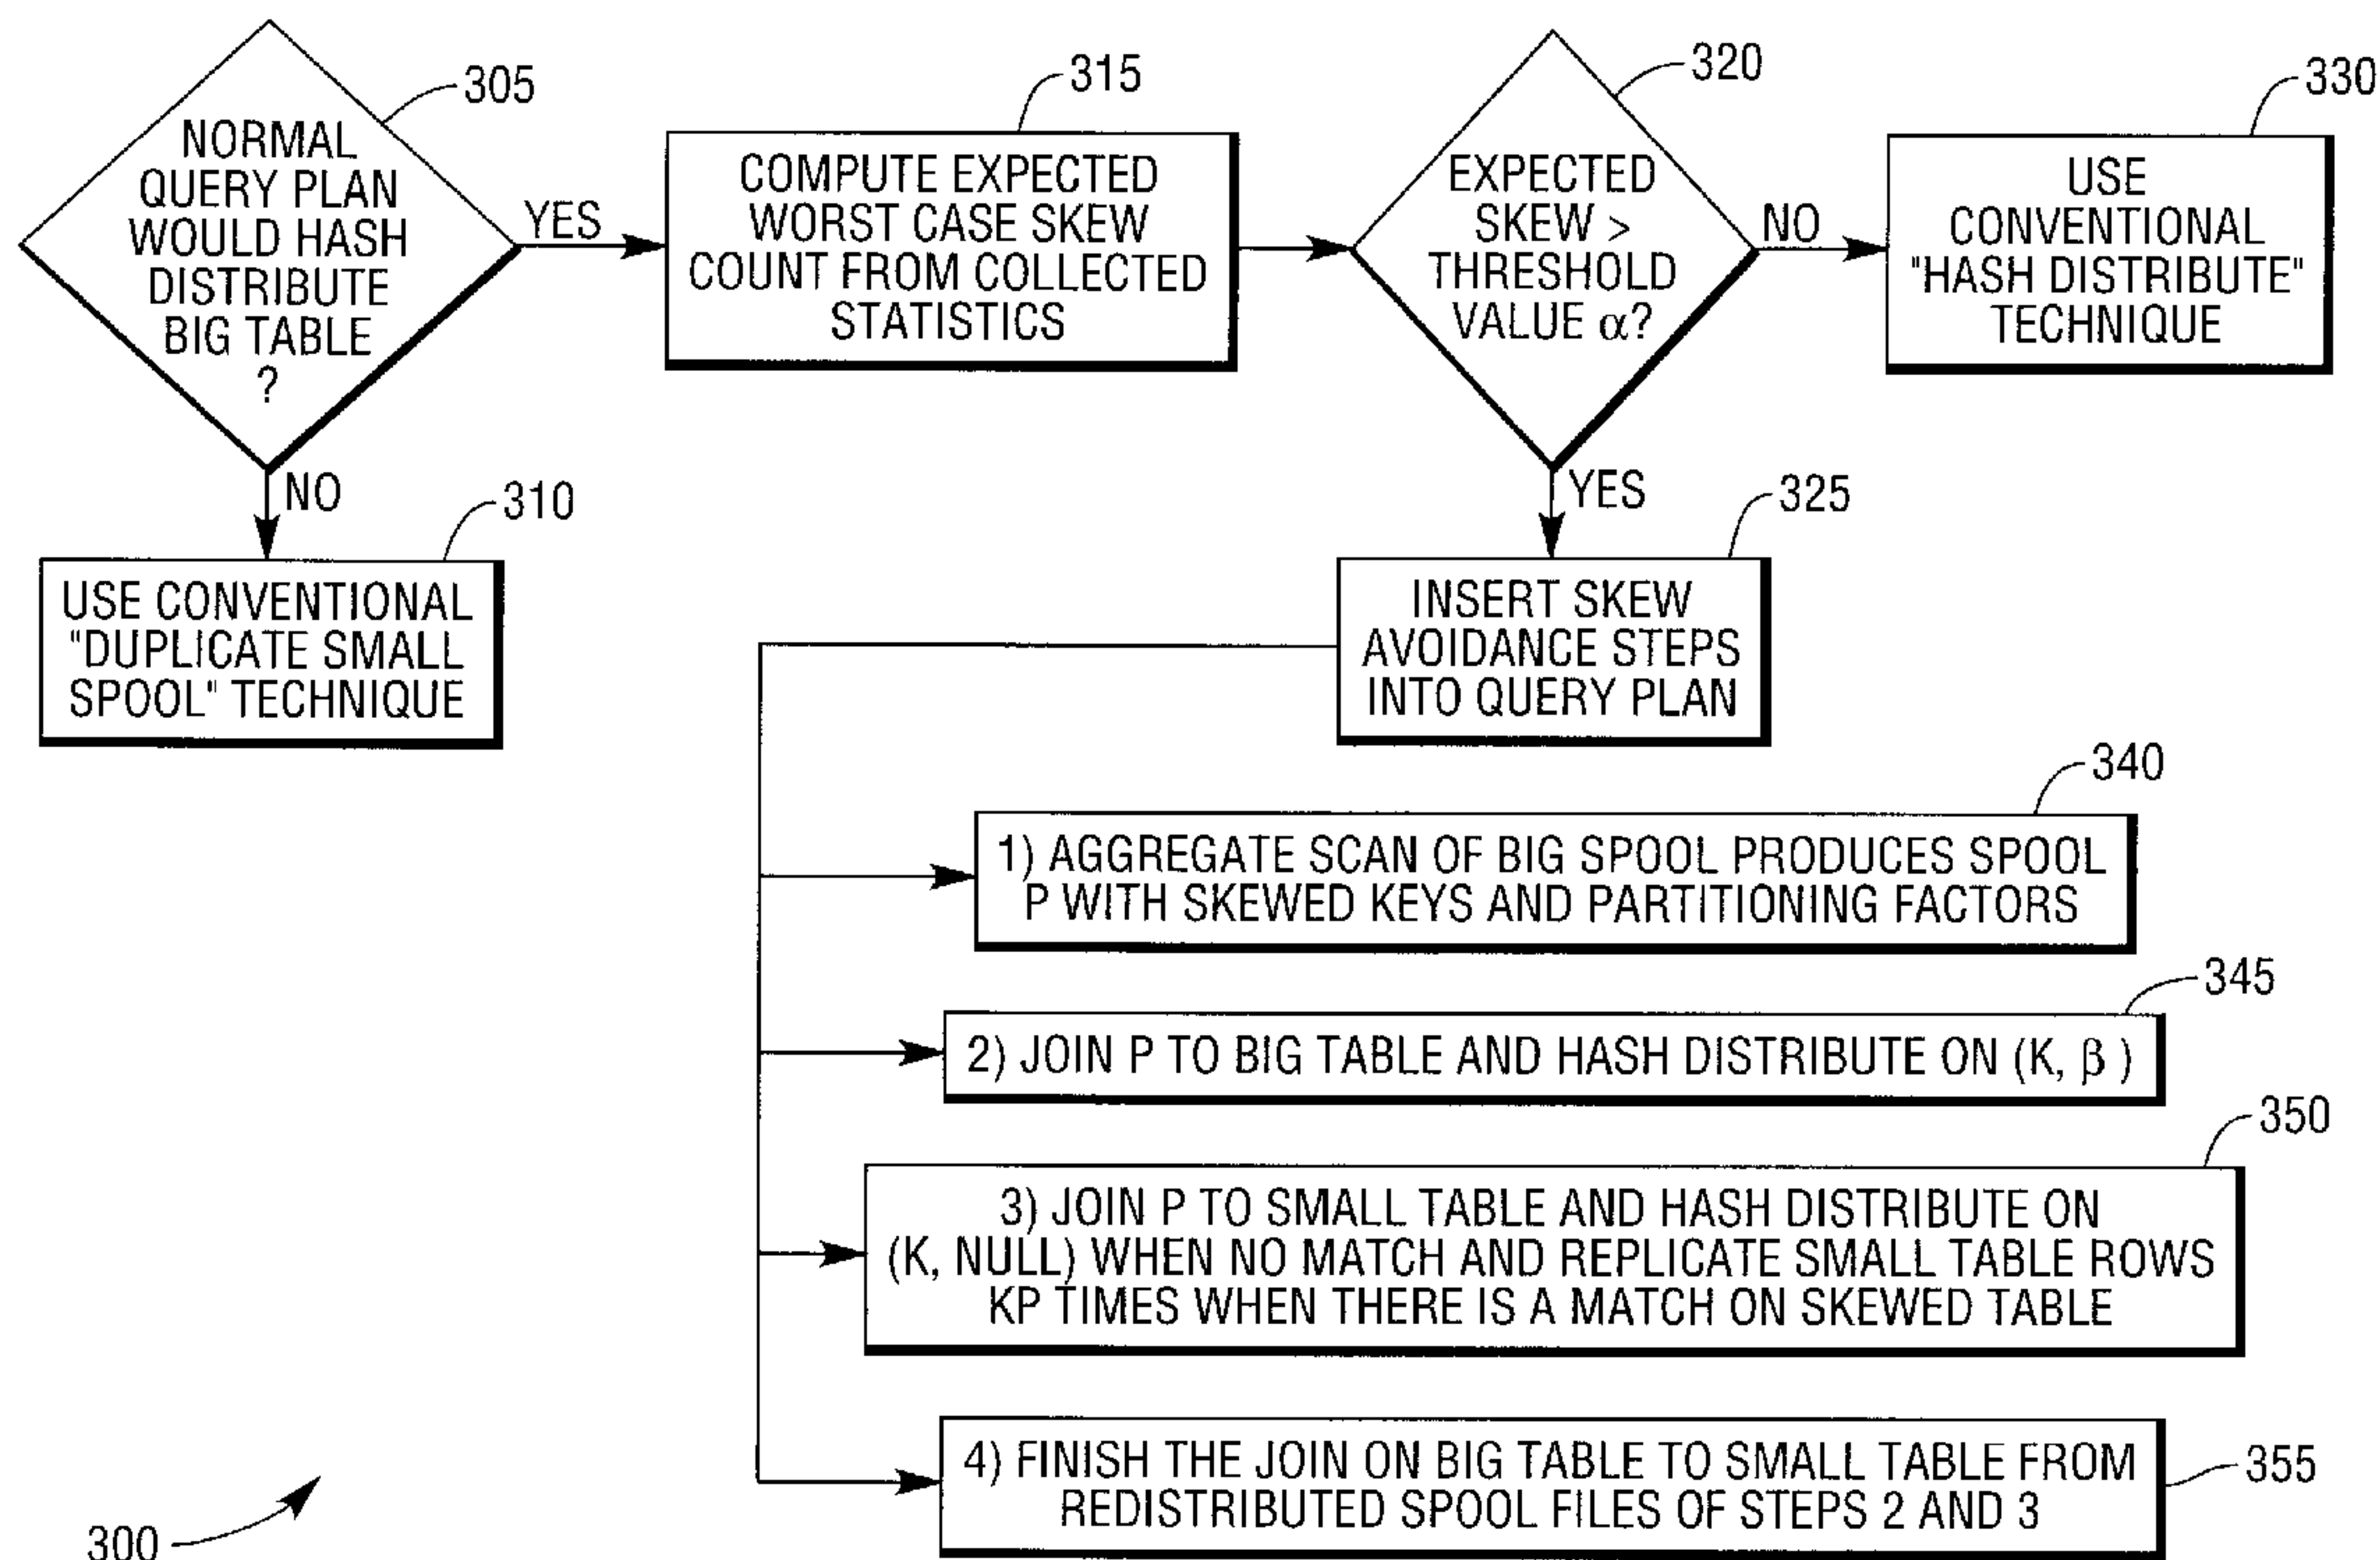 305
NORMAL
QUERY PLAN
WOULD HASH
DISTRIBUTE
BIG TABLE
?
YES
NO
310
USE CONVENTIONAL
"DUPLICATE SMALL
SPOOL" TECHNIQUE
315
COMPUTE EXPECTED
WORST CASE SKEW
COUNT FROM COLLECTED
STATISTICS
320
EXPECTED
SKEW >
THRESHOLD
VALUE α?
NO
330
USE
CONVENTIONAL
"HASH DISTRIBUTE"
TECHNIQUE
YES
325
INSERT SKEW
AVOIDANCE STEPS
INTO QUERY PLAN
340
1) AGGREGATE SCAN OF BIG SPOOL PRODUCES SPOOL
P WITH SKEWED KEYS AND PARTITIONING FACTORS
345
2) JOIN P TO BIG TABLE AND HASH DISTRIBUTE ON (K, β )
350
3) JOIN P TO SMALL TABLE AND HASH DISTRIBUTE ON
(K, NULL) WHEN NO MATCH AND REPLICATE SMALL TABLE ROWS
KP TIMES WHEN THERE IS A MATCH ON SKEWED TABLE
4) FINISH THE JOIN ON BIG TABLE TO SMALL TABLE FROM
REDISTRIBUTED SPOOL FILES OF STEPS 2 AND 3
355
300